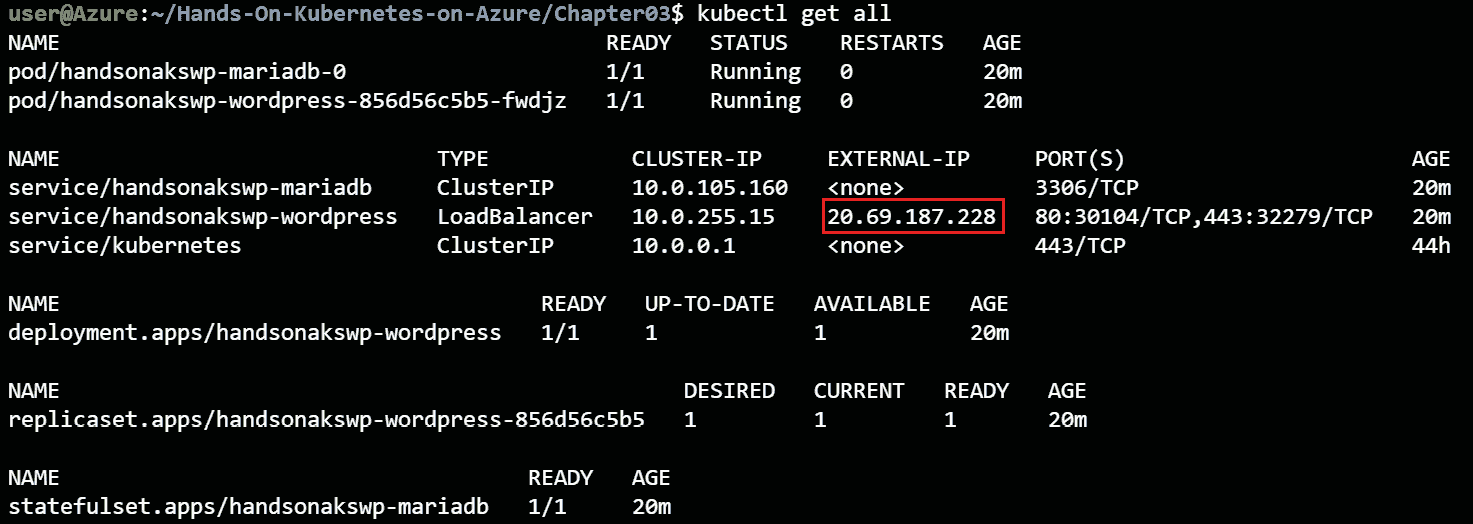 user@Azure:~/Hands-On-Kubernetes-on-Azure/Chapter03$ kubectl get all
NAME READY STATUS RESTARTS AGE
pod/handsonakswp-mariadb-0 1/1 Running 0 20m
pod/handsonakswp-wordpress-856d56c5b5-fwdjz 1/1 Running 0 20m
NAME TYPE CLUSTER-IP EXTERNAL-IP PORT(S) AGE
service/handsonakswp-mariadb ClusterIP 10.0.105.160 <none> 3306/TCP 20m
service/handsonakswp-wordpress LoadBalancer 10.0.255.15 20.69.187.228 80:30104/TCP,443:32279/TCP 20m
service/kubernetes ClusterIP 10.0.0.1 <none> 443/TCP 44h
NAME READY UP-TO-DATE AVAILABLE AGE
deployment.apps/handsonakswp-wordpress 1/1 1 1 20m
NAME DESIRED CURRENT READY AGE
replicaset.apps/handsonakswp-wordpress-856d56c5b5 1 1 1 20m
NAME READY AGE
statefulset.apps/handsonakswp-mariadb 1/1 20m